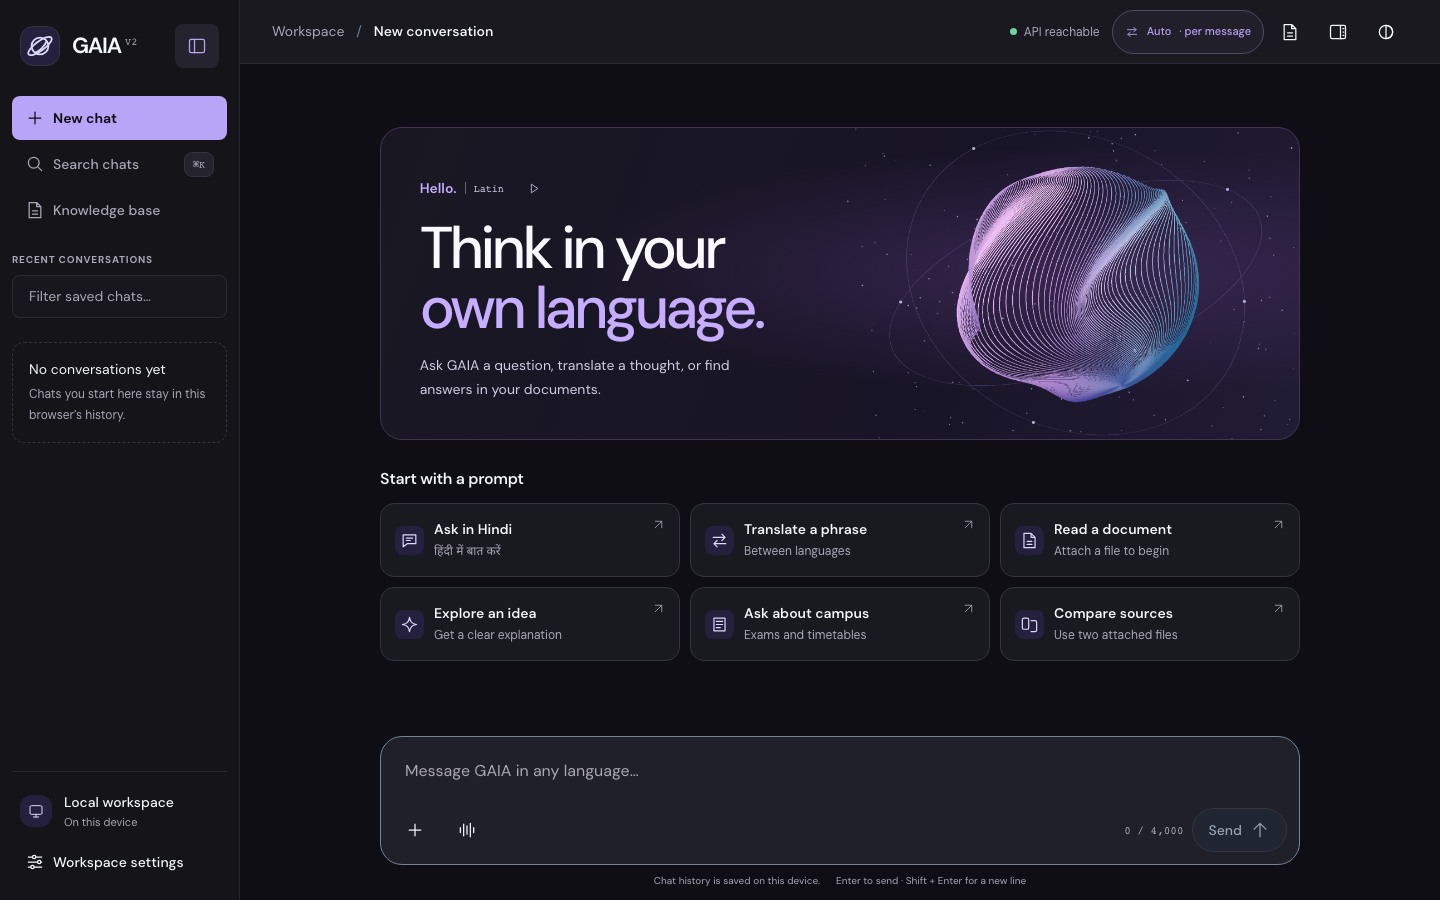 GAIA V2
New chat
Search chats ⌘K
Knowledge base
RECENT CONVERSATIONS
Filter saved chats...
No conversations yet
Chats you start here stay in this
browser's history.
Local workspace
On this device
Workspace settings
Workspace / New conversation
API reachable
Auto · per message
Hello. Latin
Think in your
own language.
Ask GAIA a question, translate a thought, or find
answers in your documents.
Start with a prompt
Ask in Hindi
हिंदी में बात करें
Translate a phrase
Between languages
Read a document
Attach a file to begin
Explore an idea
Get a clear explanation
Ask about campus
Exams and timetables
Compare sources
Use two attached files
Message GAIA in any language...
0 / 4,000
Send
Chat history is saved on this device. Enter to send · Shift + Enter for a new line